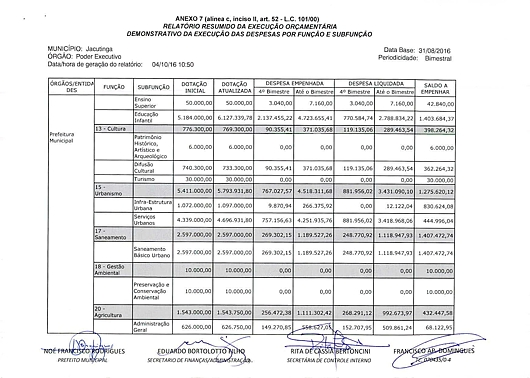 ANEXO 7 (alínea c, inciso II, art. 52 - L.C. 101/00)
RELATÓRIO RESUMIDO DA EXECUÇÃO ORÇAMENTÁRIA
DEMONSTRATIVO DA EXECUÇÃO DAS DESPESAS POR FUNÇÃO E SUBFUNÇÃO
MUNICÍPIO: Jacutinga
Data Base: 31/08/2016
ÓRGÃO: Poder Executivo
Periodicidade: Bimestral
Data/hora de geração do relatório: 04/10/16 10:50
ÓRGÃOS/ENTIDADES FUNÇÃO SUBFUNÇÃO DOTAÇÃO INICIAL DOTAÇÃO ATUALIZADA DESPESA EMPENHADA DESPESA LÍQUIDADA SALDO A EMPENHAR
4º Bimestre Até o Bimestre 4º Bimestre Até o Bimestre
Prefeitura Municipal
Ensino Superior 50.000,00 50.000,00 3.040,00 7.160,00 3.040,00 7.160,00 42.840,00
Educação Infantil 5.184.000,00 6.127.339,78 2.137.455,22 4.723.655,41 770.584,74 2.788.834,22 1.403.684,37
13 - Cultura 776.300,00 769.300,00 90.355,41 371.035,68 119.135,06 289.463,54 398.264,32
Patrimônio Histórico, Artístico e Arqueológico 6.000,00 6.000,00 0,00 0,00 0,00 0,00 6.000,00
Difusão Cultural 740.300,00 733.300,00 90.355,41 371.035,68 119.135,06 289.463,54 362.264,32
Turismo 30.000,00 30.000,00 0,00 0,00 0,00 0,00 30.000,00
15 - Urbanismo 5.411.000,00 5.793.931,80 767.027,57 4.518.311,68 881.956,02 3.431.090,10 1.275.620,12
Infra-Estrutura Urbana 1.072.000,00 1.097.000,00 9.870,94 266.375,92 0,00 12.122,04 830.624,08
Serviços Urbanos 4.339.000,00 4.696.931,80 757.156,63 4.251.935,76 881.956,02 3.418.968,06 444.996,04
17 - Saneamento 2.597.000,00 2.597.000,00 269.302,15 1.189.527,26 246.779,02 1.118.947,93 1.407.472,74
Saneamento Básico Urbano 2.597.000,00 2.597.000,00 269.302,15 1.189.527,26 246.779,02 1.118.947,93 1.407.472,74
18 - Gestão Ambiental 10.000,00 10.000,00 0,00 0,00 0,00 0,00 10.000,00
Preservação e Conservação Ambiental 10.000,00 10.000,00 0,00 0,00 0,00 0,00 10.000,00
20 - Agricultura 1.543.000,00 1.543.750,00 256.472,38 1.111.302,42 268.291,12 992.673,97 432.447,58
Administração Geral 626.000,00 626.750,00 149.270,85 558.627,05 152.707,95 509.861,24 68.122,95
NOÉ FRANCISCO RODRIGUES
PREFEITO MUNICIPAL
EDUARDO BORTOLOTTO FILHO
SECRETÁRIO DE FINANÇAS/ADMINISTRAÇÃO
RITA DE CÁSSIA BERTONCINI
SECRETÁRIA DE CONTROLE INTERNO
FRANCISCO AP. DOMINGUES